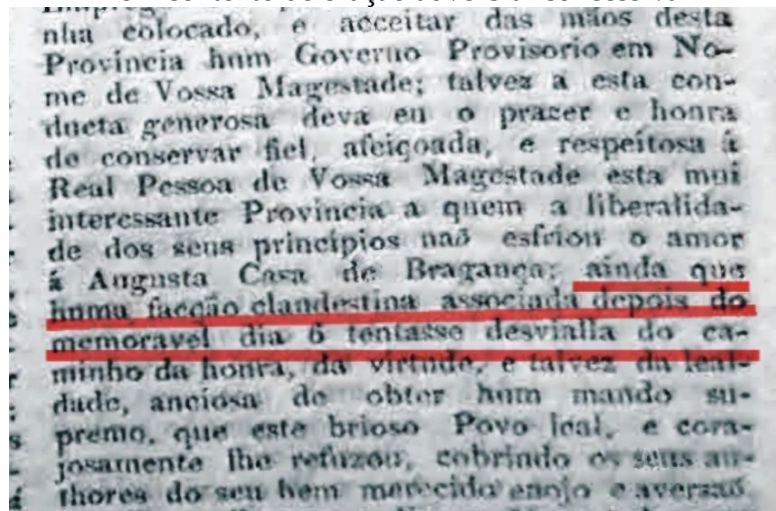 nha colocado, e acceitar das mãos desta
Provincia hum Governo Provisorio em No-
me de Vossa Magestade; talvez a esta con-
ducta generosa deva eu o prazer e honra
de conservar fiel, afeiçoada, e respeitosa á
Real Pessoa de Vossa Magestade esta mui
interessante Provincia a quem a liberalida-
de dos seus principios naõ esfriou o amor
á Augusta Casa de Bragança; ainda que
huma facção clandestina associada depois do
memoravel dia 6 tentasse desvialla do ca-
minho da honra, da virtude, e talvez da leal-
dade, anciosa de obter hum mando su-
premo, que este brioso Povo leal, e cora-
josamente lhe refuzou, cobrindo os seus au-
thores do seu bem merecido enojo e aversaõ